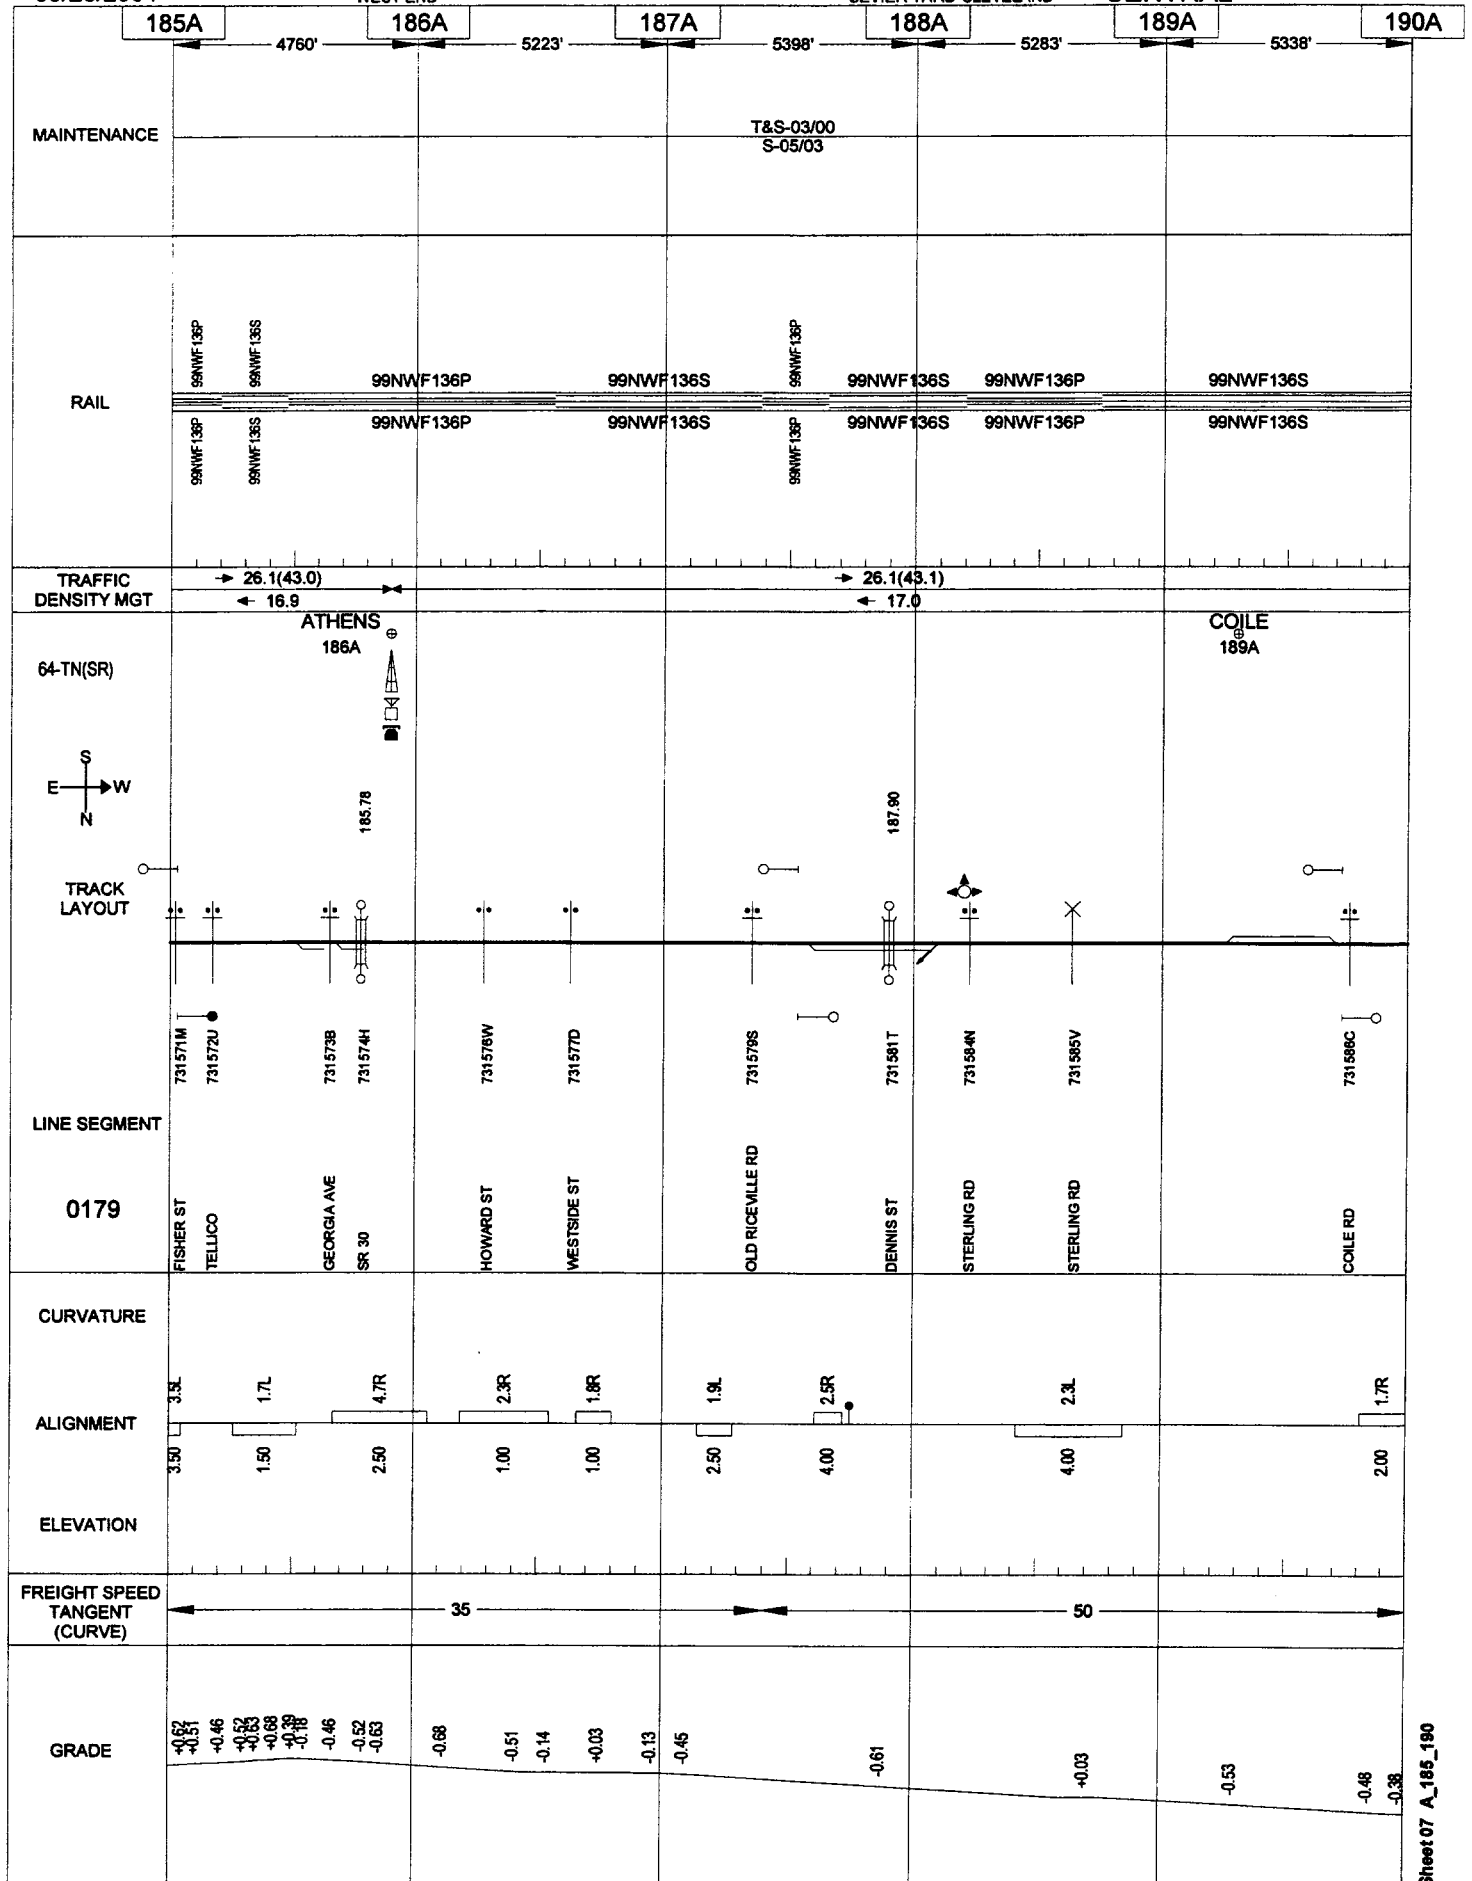 185A 186A 187A 188A 189A 190A
4760' 5223' 5398' 5283' 5338'
MAINTENANCE
T&S-03/00
S-05/03
99NWF136P 99NWF136S 99NWF136P
99NWF136P 99NWF136S 99NWF136S 99NWF136P 99NWF136S
RAIL
99NWF136P 99NWF136S 99NWF136S 99NWF136P 99NWF136S
99NWF136P 99NWF136S 99NWF136P
TRAFFIC
DENSITY MGT
26.1(43.0) 26.1(43.1)
16.9 17.0
ATHENS COILE
186A 189A
64-TN(SR)
S
E W
N
185.78 187.90
TRACK
LAYOUT
731571M 731572U 731573B 731574H 731576W 731577D 731579S 731581T 731584N 731585V 731586C
LINE SEGMENT
0179
FISHER ST TELLICO GEORGIA AVE SR 30 HOWARD ST WESTSIDE ST OLD RICEVILLE RD DENNIS ST STERLING RD STERLING RD COILE RD
CURVATURE
3.5L 1.7L 4.7R 2.3R 1.8R 1.9L 2.5R 2.3L 1.7R
ALIGNMENT
3.50 1.50 2.50 1.00 1.00 2.50 4.00 4.00 2.00
ELEVATION
FREIGHT SPEED
TANGENT
(CURVE)
35 50
GRADE
+0.62 +0.51 +0.46 +0.52 +0.63 +0.68 +0.39 -0.18 -0.46 -0.52 -0.63 -0.68 -0.51 -0.14 +0.03 -0.13 -0.45 -0.61 +0.03 -0.53 -0.48 -0.38
Sheet 07 A_185_190